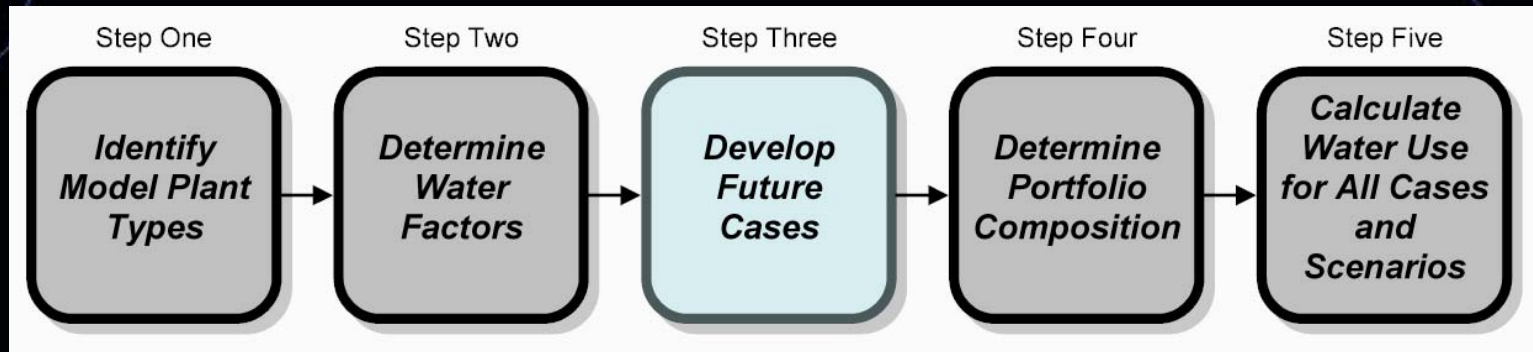 Step One
Step Two
Step Three
Step Four
Step Five
Identify
Model Plant
Types
Determine
Water
Factors
Develop
Future
Cases
Determine
Portfolio
Composition
Calculate
Water Use
for All Cases
and
Scenarios